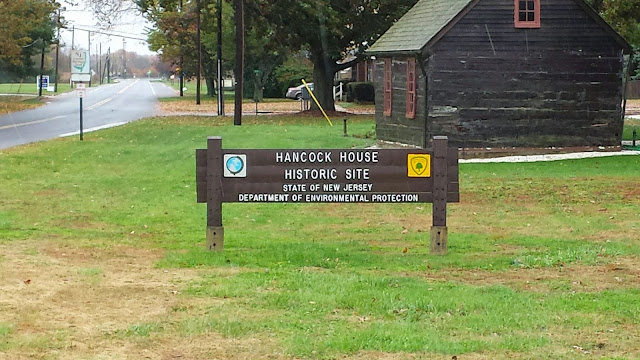 HANCOCK HOUSE
HISTORIC SITE
STATE OF NEW JERSEY
DEPARTMENT OF ENVIRONMENTAL PROTECTION